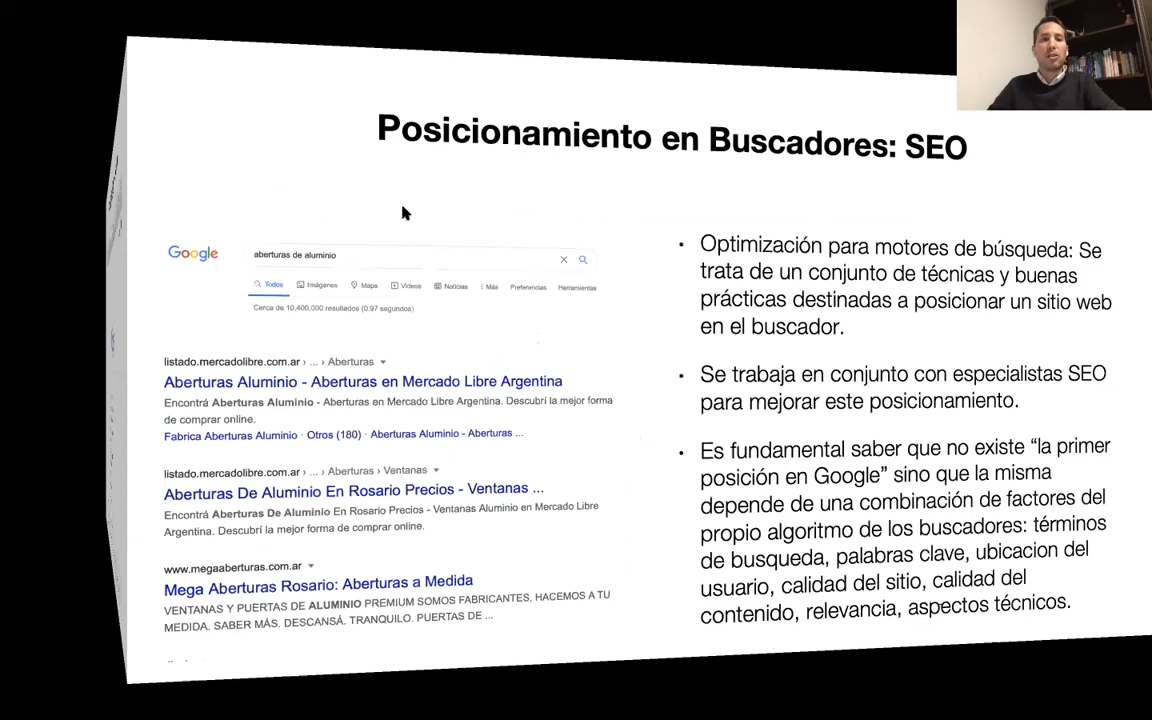 Posicionamiento en Buscadores: SEO
Google
aberturas de aluminio
Todos Imágenes Maps Videos Noticias Más Preferencias Herramientas
Cerca de 10,400,000 resultados (0.97 segundos)
listado.mercadolibre.com.ar › ... › Aberturas
Aberturas Aluminio - Aberturas en Mercado Libre Argentina
Encontrá Aberturas Aluminio - Aberturas en Mercado Libre Argentina. Descubrí la mejor forma
de comprar online.
Fabrica Aberturas Aluminio · Otros (180) · Aberturas Aluminio - Aberturas ...
listado.mercadolibre.com.ar › ... › Aberturas › Ventanas
Aberturas De Aluminio En Rosario Precios - Ventanas ...
Encontrá Aberturas De Aluminio En Rosario Precios - Ventanas Aluminio en Mercado Libre
Argentina. Descubrí la mejor forma de comprar online.
www.megaaberturas.com.ar
Mega Aberturas Rosario: Aberturas a Medida
VENTANAS Y PUERTAS DE ALUMINIO PREMIUM SOMOS FABRICANTES. HACEMOS A TU
MEDIDA. SABER MÁS. DESCANSÁ. TRANQUILO. PUERTAS DE ...
· Optimización para motores de búsqueda: Se
trata de un conjunto de técnicas y buenas
prácticas destinadas a posicionar un sitio web
en el buscador.
· Se trabaja en conjunto con especialistas SEO
para mejorar este posicionamiento.
· Es fundamental saber que no existe “la primer
posición en Google” sino que la misma
depende de una combinación de factores del
propio algoritmo de los buscadores: términos
de busqueda, palabras clave, ubicacion del
usuario, calidad del sitio, calidad del
contenido, relevancia, aspectos técnicos.